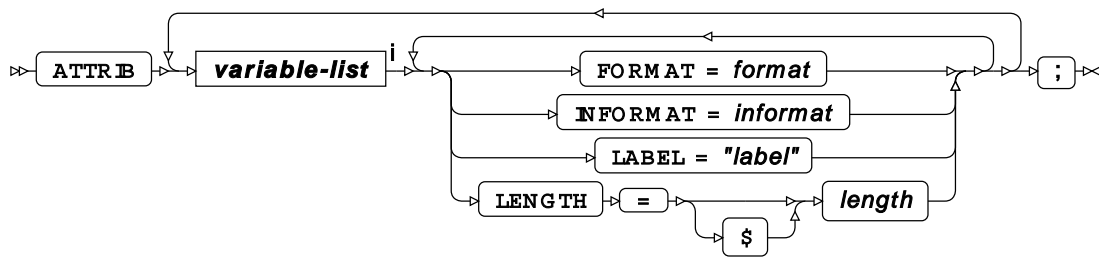 ATTRIB variable-list i FORMAT = format ;
INFORMAT = informat
LABEL = "label"
LENGTH = length
$